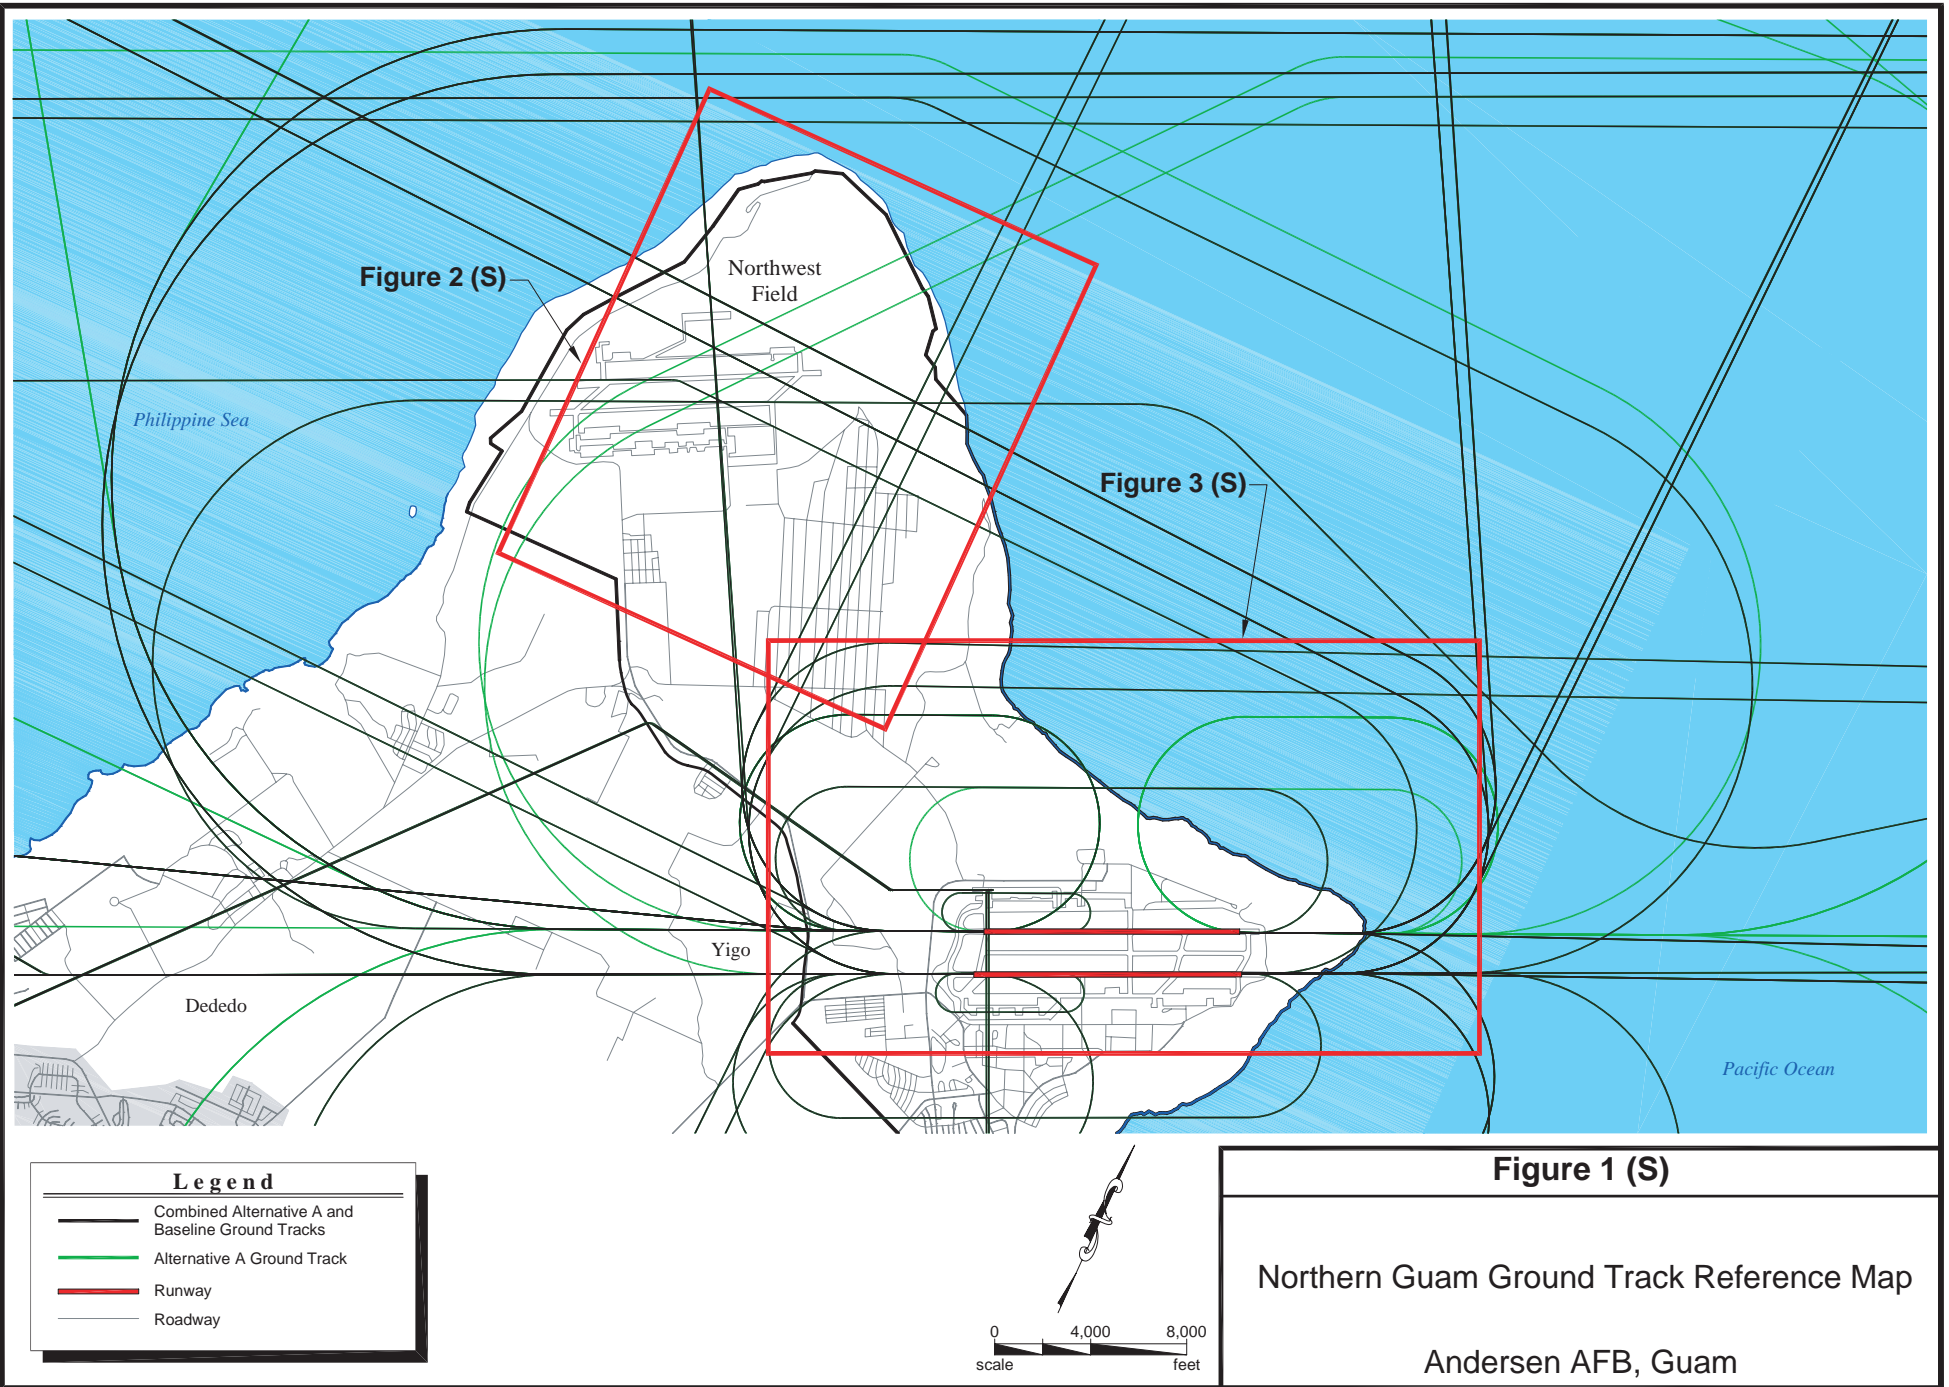 Northwest
Field
Figure 2 (S)
Philippine Sea
Figure 3 (S)
Yigo
Dededo
Pacific Ocean
Legend
Combined Alternative A and
Baseline Ground Tracks
Alternative A Ground Track
Runway
Roadway
0 4,000 8,000
scale feet
Figure 1 (S)
Northern Guam Ground Track Reference Map
Andersen AFB, Guam